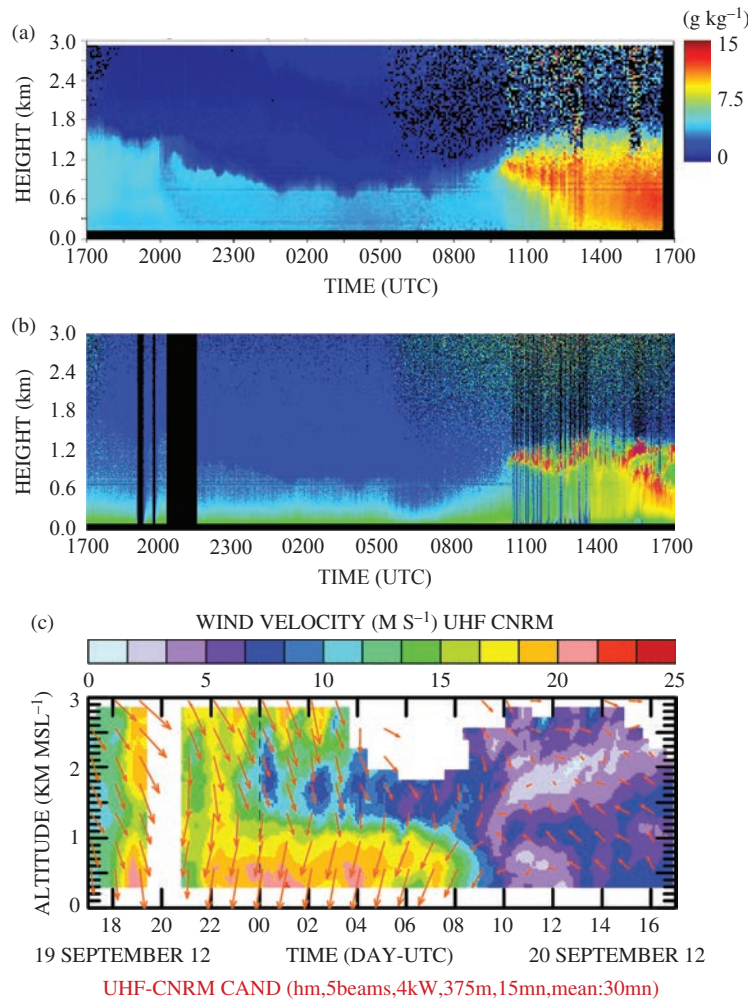 (a)
(g kg−1)
15
7.5
0
HEIGHT (km)
3.0
2.4
1.8
1.2
0.6
0.0
1700 2000 2300 0200 0500 0800 1100 1400 1700
TIME (UTC)
(b)
HEIGHT (km)
3.0
2.4
1.8
1.2
0.6
0.0
1700 2000 2300 0200 0500 0800 1100 1400 1700
TIME (UTC)
(c)
WIND VELOCITY (M S−1) UHF CNRM
0 5 10 15 20 25
ALTITUDE (KM MSL−1)
3
2
1
0
18 20 22 00 02 04 06 08 10 12 14 16
19 SEPTEMBER 12 TIME (DAY-UTC) 20 SEPTEMBER 12
UHF-CNRM CAND (hm,5beams,4kW,375m,15mn,mean:30mn)